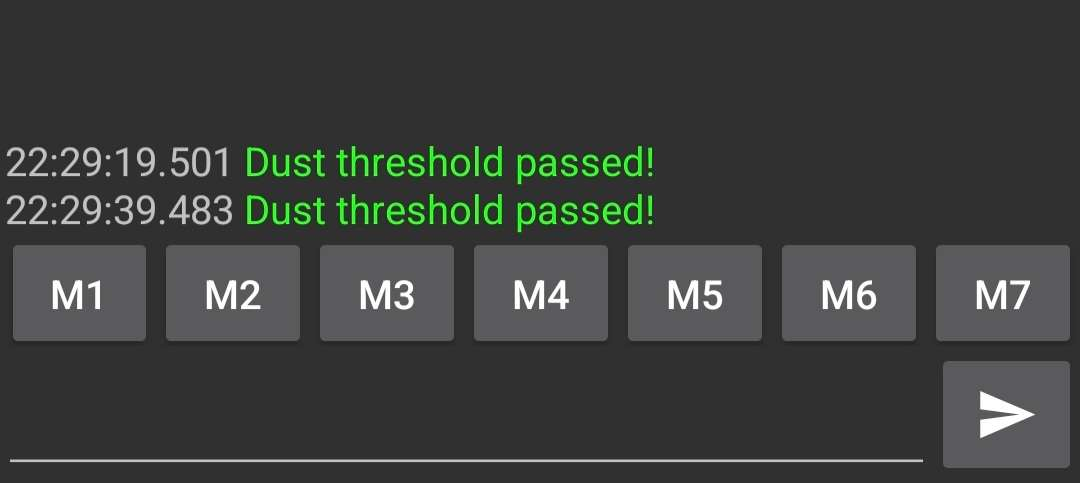 22:29:19.501 Dust threshold passed!
22:29:39.483 Dust threshold passed!
M1 M2 M3 M4 M5 M6 M7